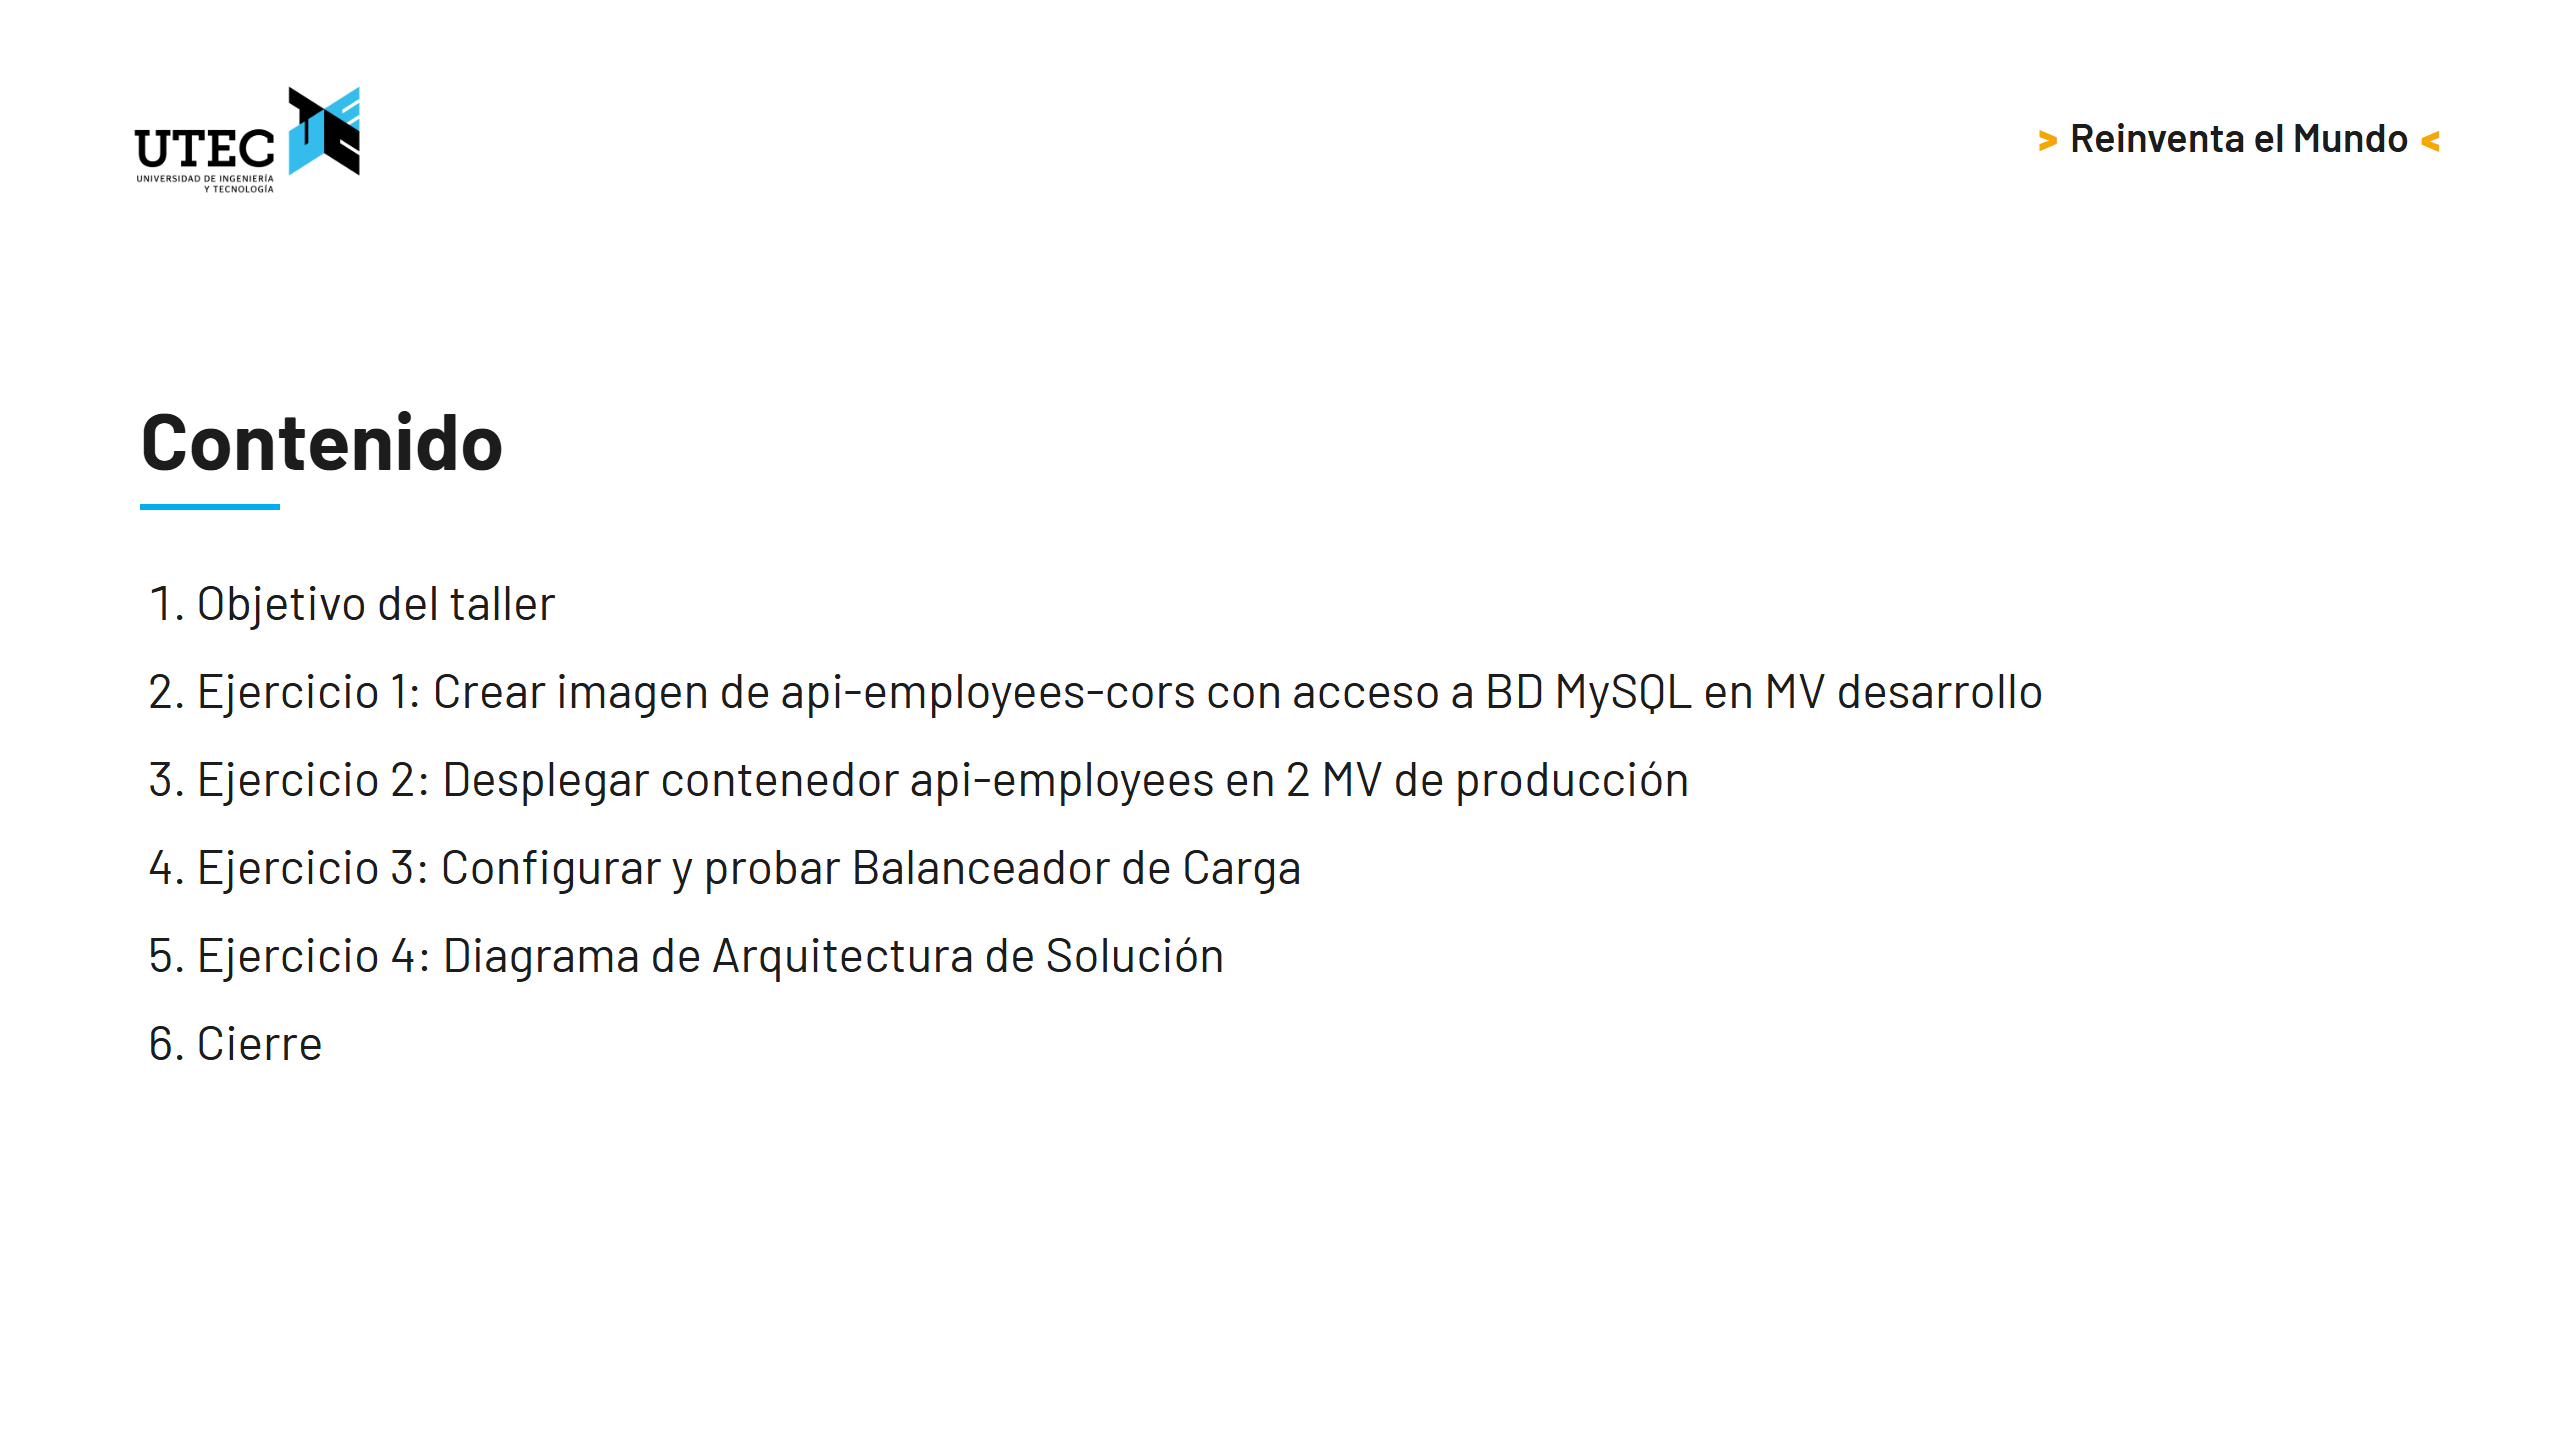 UTEC
UNIVERSIDAD DE INGENIERÍA
Y TECNOLOGÍA
> Reinventa el Mundo <
Contenido
1. Objetivo del taller
2. Ejercicio 1: Crear imagen de api-employees-cors con acceso a BD MySQL en MV desarrollo
3. Ejercicio 2: Desplegar contenedor api-employees en 2 MV de producción
4. Ejercicio 3: Configurar y probar Balanceador de Carga
5. Ejercicio 4: Diagrama de Arquitectura de Solución
6. Cierre